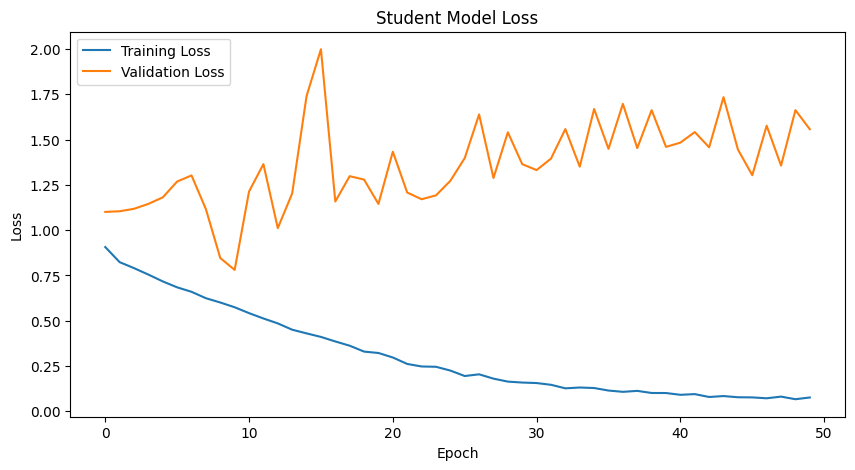 Student Model Loss
Training Loss
Validation Loss
2.00
1.75
1.50
1.25
1.00
0.75
0.50
0.25
0.00
Loss
0 10 20 30 40 50
Epoch